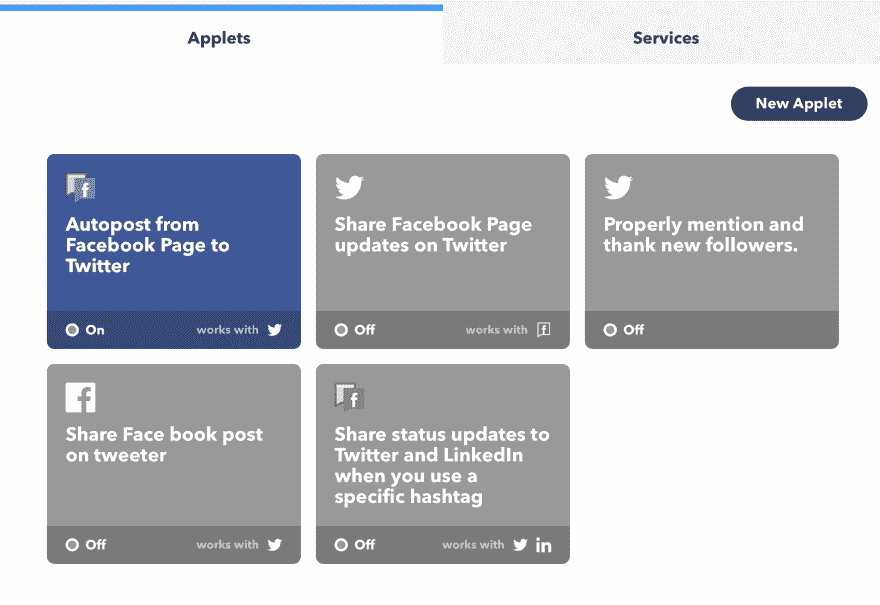 Applets
Services
New Applet
Autopost from
Facebook Page to
Twitter
On
works with
Share Facebook Page
updates on Twitter
Off
works with
Properly mention and
thank new followers.
Off
Share Face book post
on tweeter
Off
works with
Share status updates to
Twitter and LinkedIn
when you use a
specific hashtag
Off
works with
in